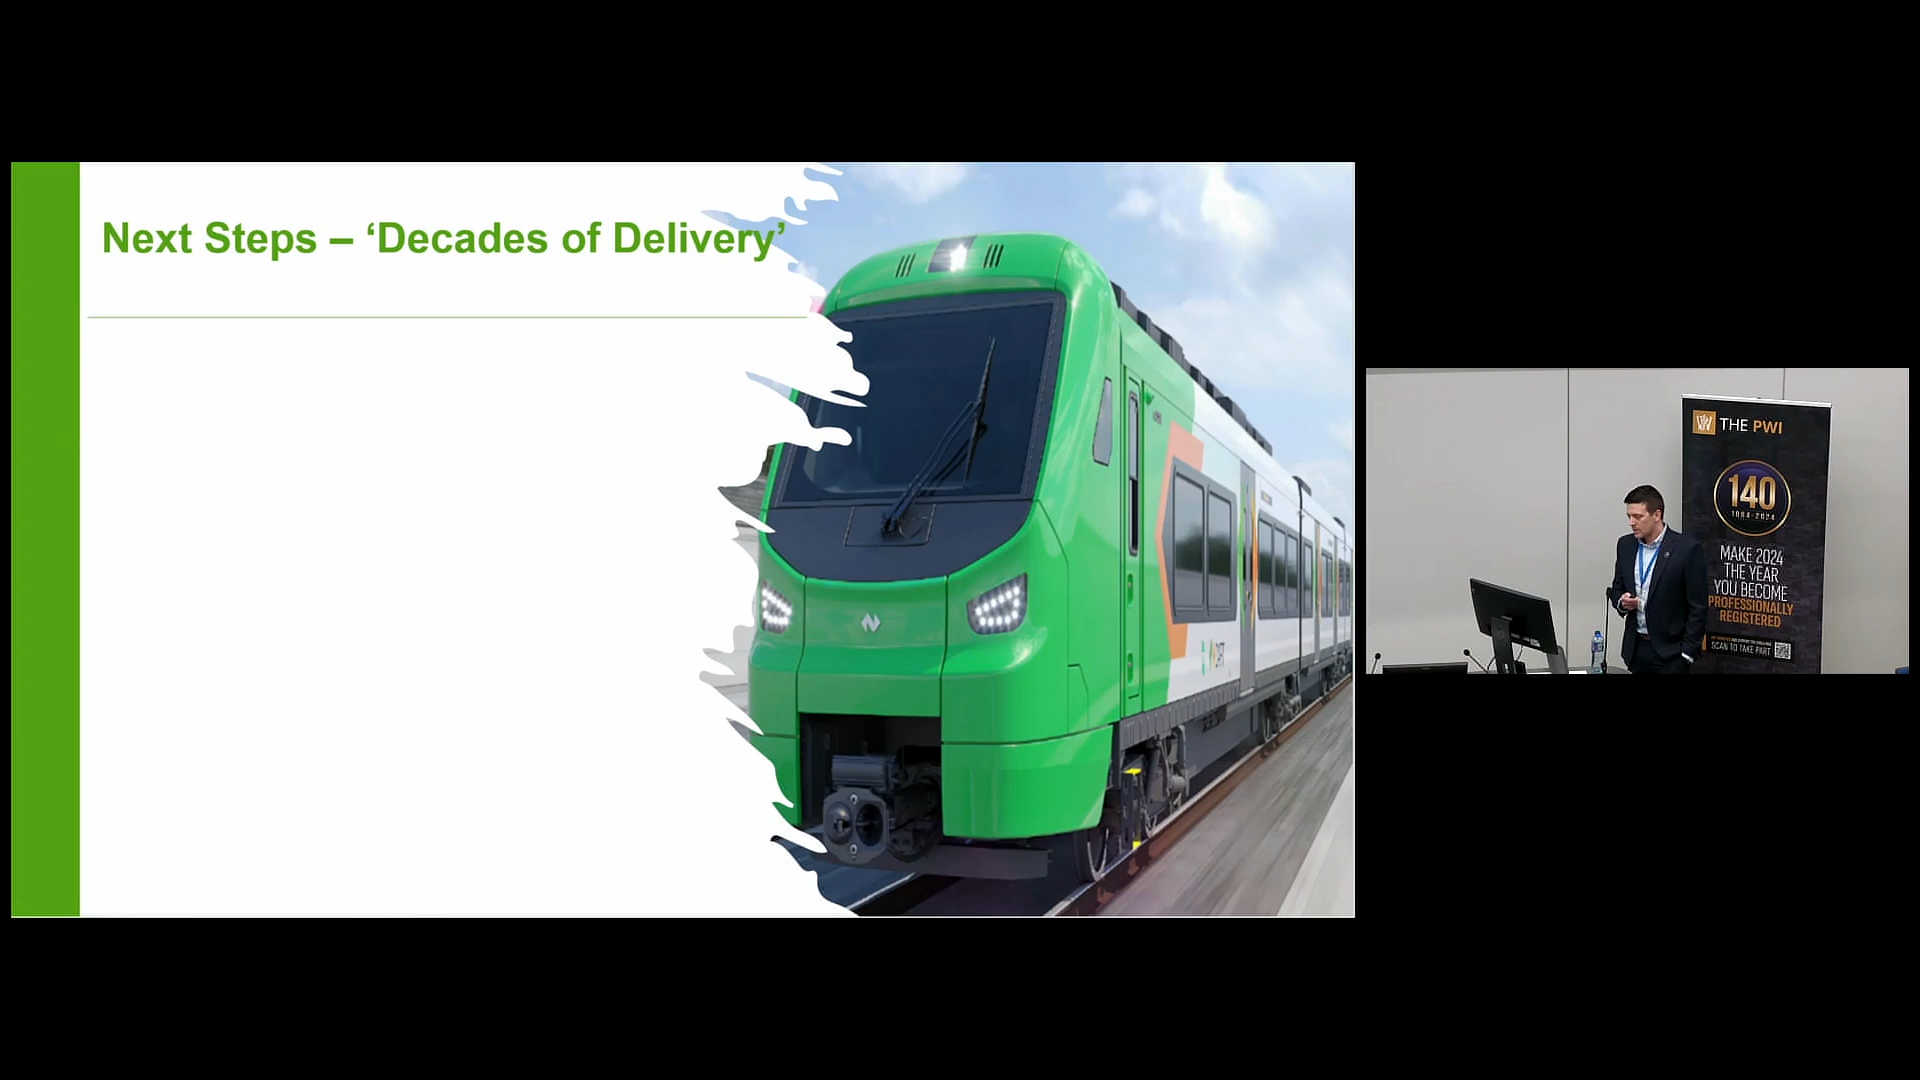 Next Steps – ‘Decades of Delivery’
DART
THE PWI
140
1884-2024
MAKE 2024
THE YEAR
YOU BECOME
PROFESSIONALLY
REGISTERED
SCAN TO TAKE PART